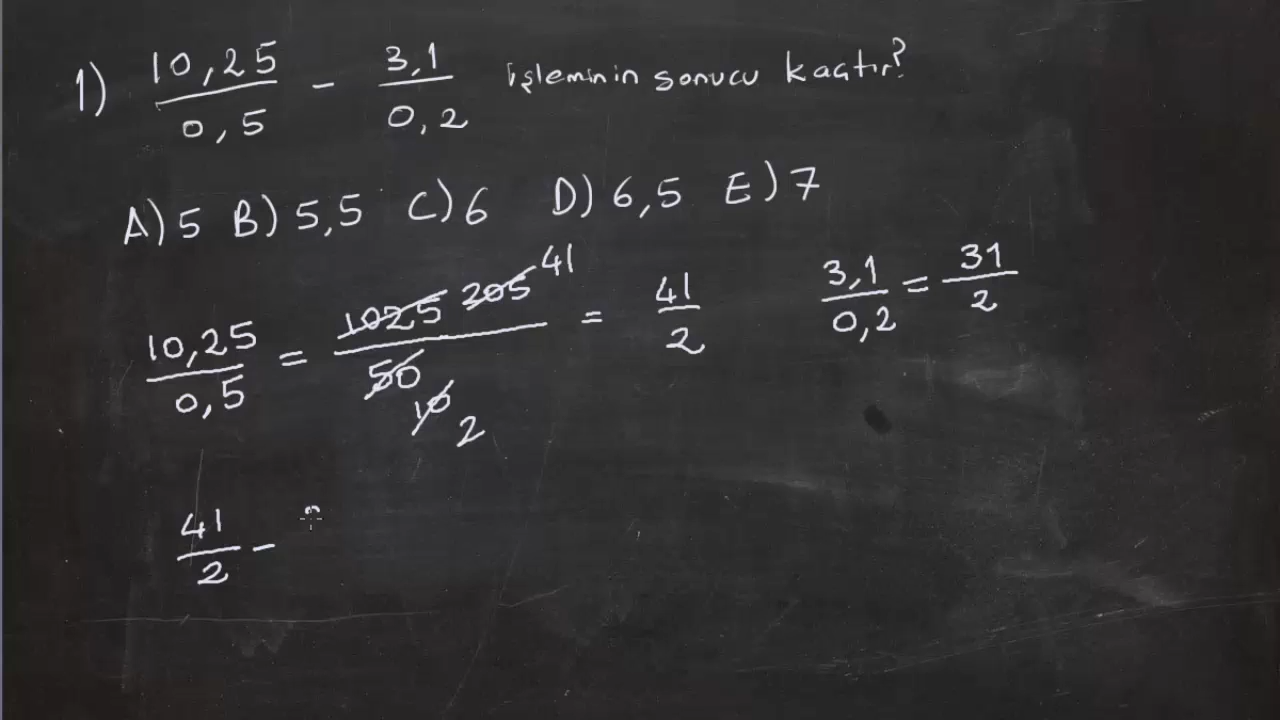 1) 10,25/0,5 - 3,1/0,2 işleminin sonucu kaçtır?
A) 5 B) 5,5 C) 6 D) 6,5 E) 7
10,25/0,5 = 1025 205 41/50 10 2 = 41/2 3,1/0,2 = 31/2
41/2 -